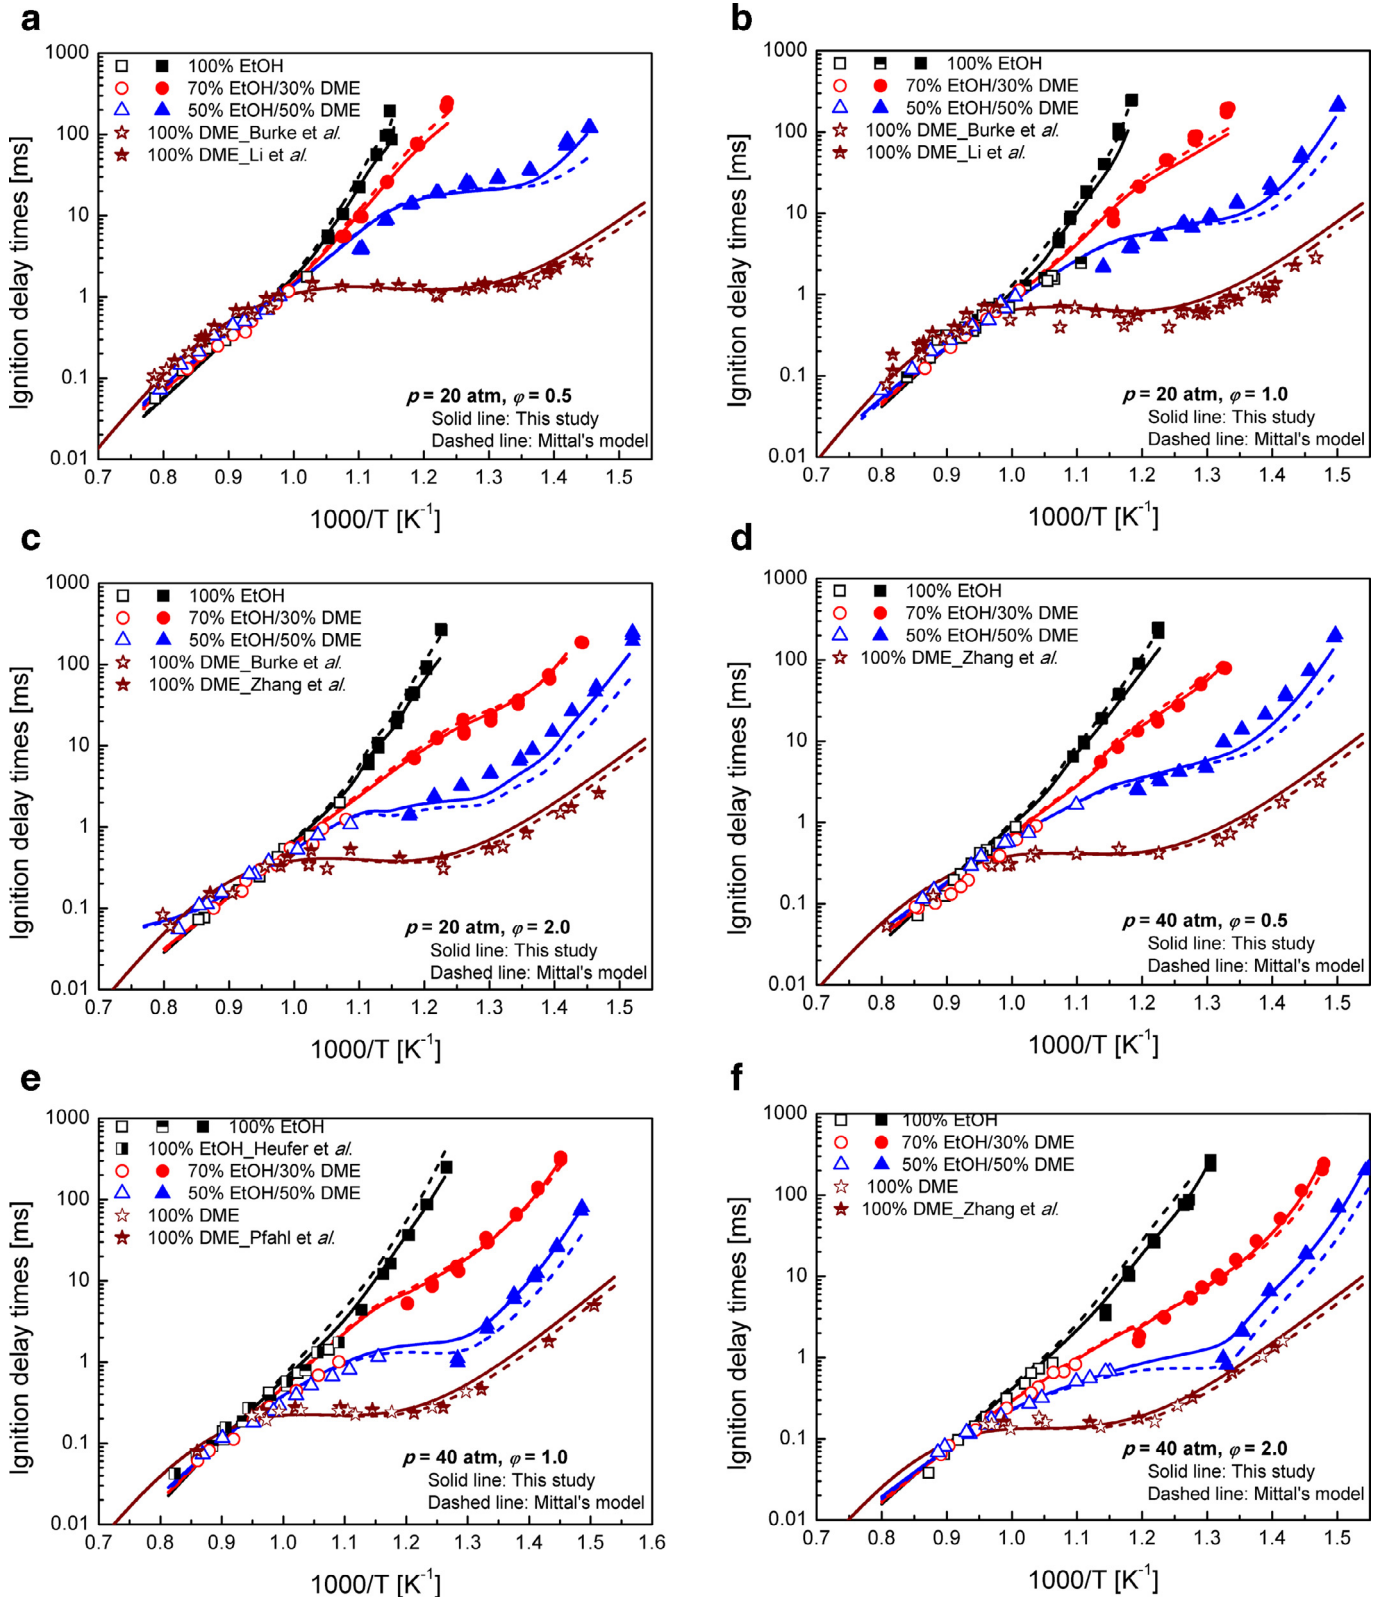 a
1000
100
10
1
0.1
0.01
Ignition delay times [ms]
100% EtOH
70% EtOH/30% DME
50% EtOH/50% DME
100% DME_Burke et al.
100% DME_Li et al.
p = 20 atm, φ = 0.5
Solid line: This study
Dashed line: Mittal's model
0.7 0.8 0.9 1.0 1.1 1.2 1.3 1.4 1.5
1000/T [K-1]
b
1000
100
10
1
0.1
0.01
Ignition delay times [ms]
100% EtOH
70% EtOH/30% DME
50% EtOH/50% DME
100% DME_Burke et al.
100% DME_Li et al.
p = 20 atm, φ = 1.0
Solid line: This study
Dashed line: Mittal's model
0.7 0.8 0.9 1.0 1.1 1.2 1.3 1.4 1.5
1000/T [K-1]
c
1000
100
10
1
0.1
0.01
Ignition delay times [ms]
100% EtOH
70% EtOH/30% DME
50% EtOH/50% DME
100% DME_Burke et al.
100% DME_Zhang et al.
p = 20 atm, φ = 2.0
Solid line: This study
Dashed line: Mittal's model
0.7 0.8 0.9 1.0 1.1 1.2 1.3 1.4 1.5
1000/T [K-1]
d
1000
100
10
1
0.1
0.01
Ignition delay times [ms]
100% EtOH
70% EtOH/30% DME
50% EtOH/50% DME
100% DME_Zhang et al.
p = 40 atm, φ = 0.5
Solid line: This study
Dashed line: Mittal's model
0.7 0.8 0.9 1.0 1.1 1.2 1.3 1.4 1.5
1000/T [K-1]
e
1000
100
10
1
0.1
0.01
Ignition delay times [ms]
100% EtOH
100% EtOH_Heufer et al.
70% EtOH/30% DME
50% EtOH/50% DME
100% DME
100% DME_Pfahl et al.
p = 40 atm, φ = 1.0
Solid line: This study
Dashed line: Mittal's model
0.7 0.8 0.9 1.0 1.1 1.2 1.3 1.4 1.5 1.6
1000/T [K-1]
f
1000
100
10
1
0.1
0.01
Ignition delay times [ms]
100% EtOH
70% EtOH/30% DME
50% EtOH/50% DME
100% DME
100% DME_Zhang et al.
p = 40 atm, φ = 2.0
Solid line: This study
Dashed line: Mittal's model
0.7 0.8 0.9 1.0 1.1 1.2 1.3 1.4 1.5
1000/T [K-1]